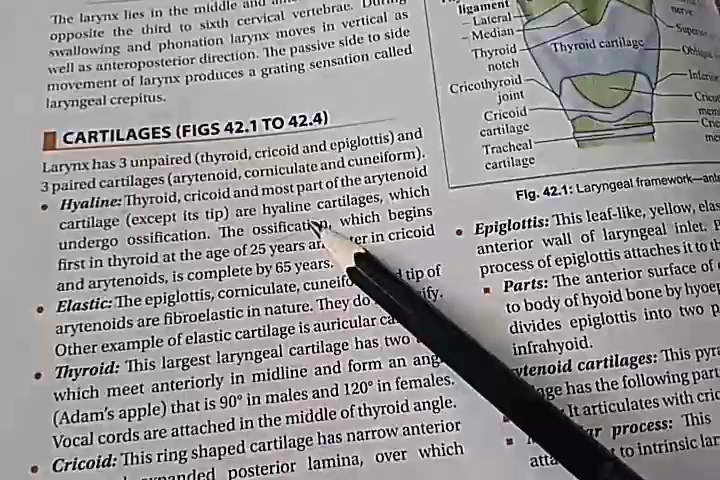 The larynx lies in the middle and
opposite the third to sixth cervical vertebrae. During
swallowing and phonation larynx moves in vertical as
well as anteroposterior direction. The passive side to side
movement of larynx produces a grating sensation called
laryngeal crepitus.
CARTILAGES (FIGS 42.1 TO 42.4)
Larynx has 3 unpaired (thyroid, cricoid and epiglottis) and
3 paired cartilages (arytenoid, corniculate and cuneiform).
• Hyaline: Thyroid, cricoid and most part of the arytenoid
cartilage (except its tip) are hyaline cartilages, which
undergo ossification. The which begins
first in thyroid at the age of 25 years in cricoid
and arytenoids, is complete by 65 years.
• Elastic: The epiglottis, corniculate, tip of
arytenoids are fibroelastic in nature. They
Other example of elastic cartilage is auricular
• Thyroid: This largest laryngeal cartilage has two
which meet anteriorly in midline and form an
(Adam's apple) that is 90° in males and 120° in females.
Vocal cords are attached in the middle of thyroid angle.
• Cricoid: This ring shaped cartilage has narrow anterior
posterior lamina, over which
ligament
– Lateral
– Median
Thyroid
notch
Cricothyroid
joint
Cricoid
cartilage
Tracheal
cartilage
Thyroid cartilage
nerve
Fig. 42.1: Laryngeal framework—
• Epiglottis: This leaf-like, yellow,
anterior wall of laryngeal inlet.
process of epiglottis attaches it to
▪ Parts: The anterior surface of
to body of hyoid bone by
divides epiglottis into two
infrahyoid.
cartilages: This
has the following
It articulates with
process: This
to intrinsic